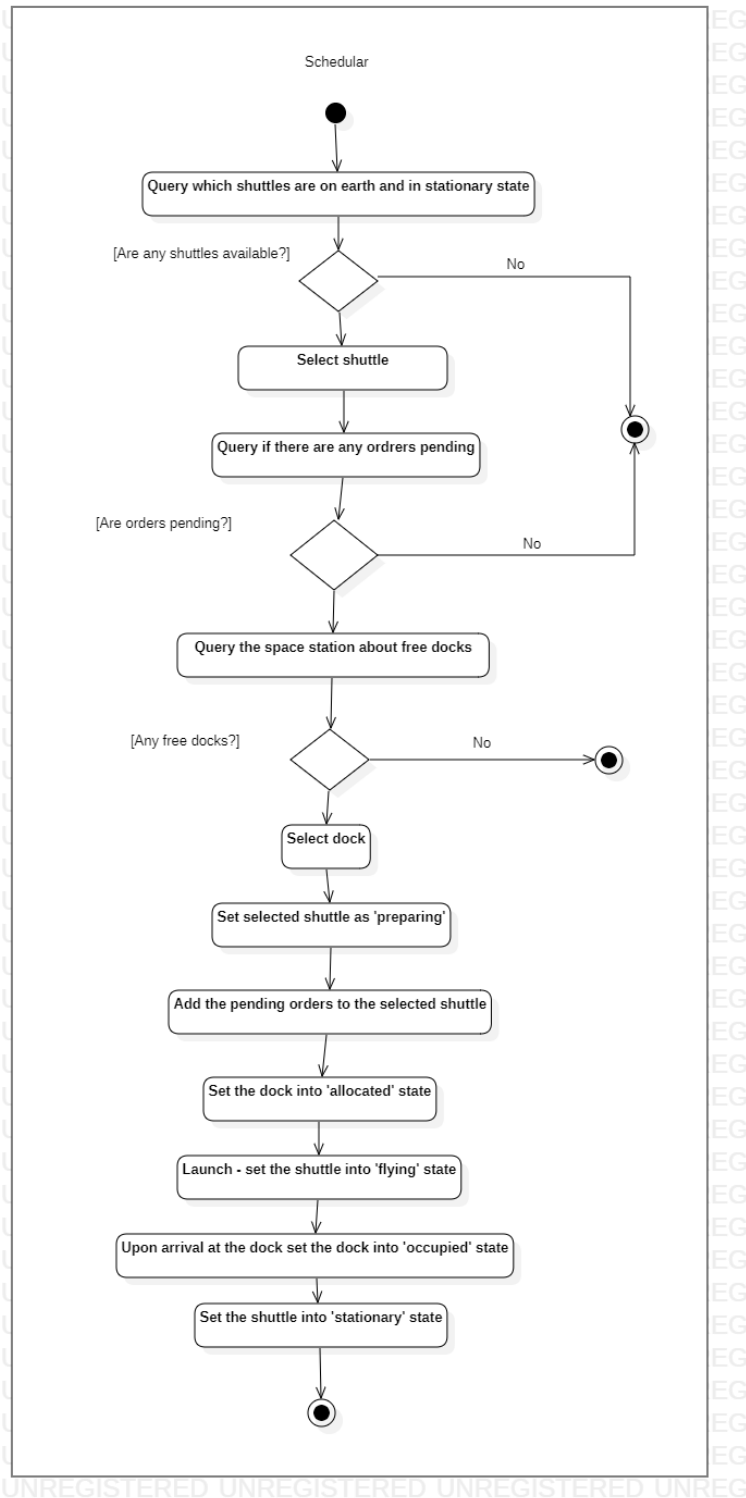 Schedular
Query which shuttles are on earth and in stationary state
[Are any shuttles available?]
No
Select shuttle
Query if there are any ordrers pending
[Are orders pending?]
No
Query the space station about free docks
[Any free docks?]
No
Select dock
Set selected shuttle as 'preparing'
Add the pending orders to the selected shuttle
Set the dock into 'allocated' state
Launch - set the shuttle into 'flying' state
Upon arrival at the dock set the dock into 'occupied' state
Set the shuttle into 'stationary' state
UNREGISTERED UNREGISTERED UNREGISTERED UNREG